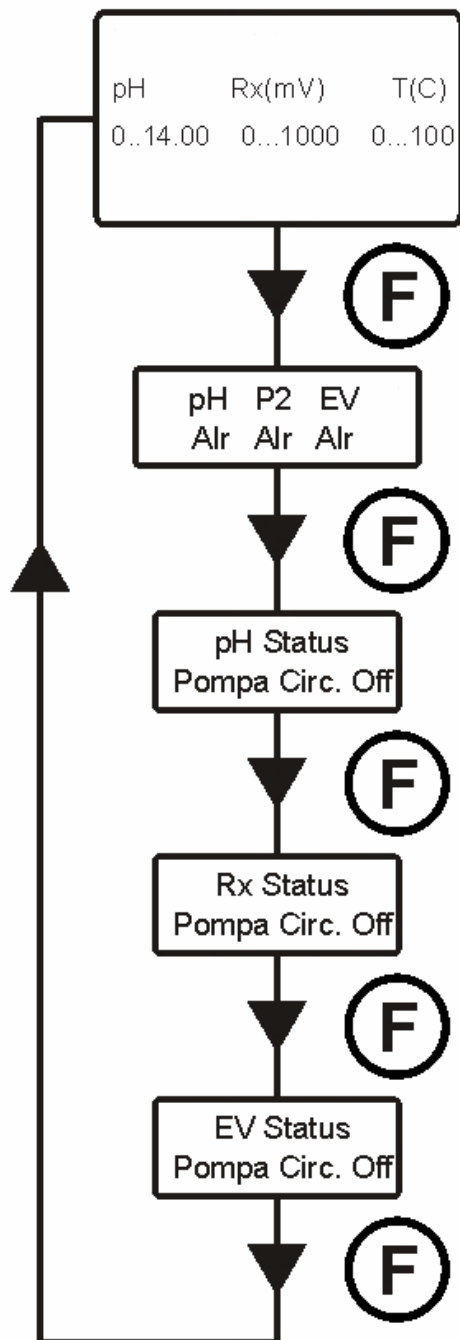 pH Rx(mV) T(C)
0..14.00 0...1000 0...100
F
pH P2 EV
Alr Alr Alr
F
pH Status
Pompa Circ. Off
F
Rx Status
Pompa Circ. Off
F
EV Status
Pompa Circ. Off
F